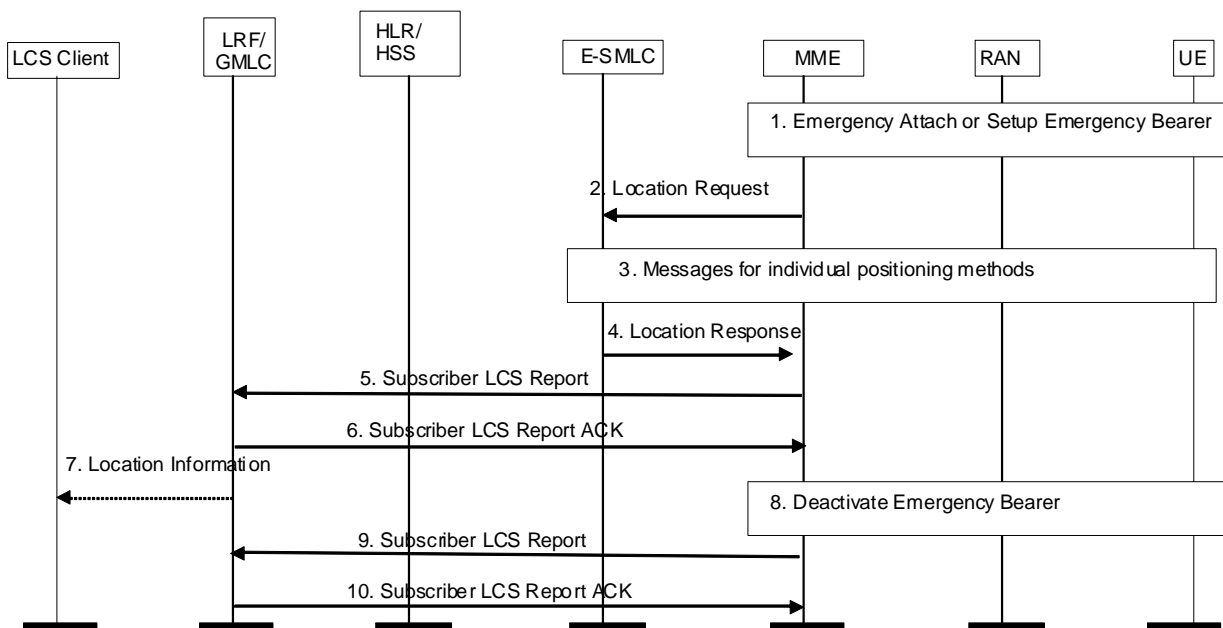 LCS Client
LRF/
GMLC
HLR/
HSS
E-SMLC
MME
RAN
UE
1. Emergency Attach or Setup Emergency Bearer
2. Location Request
3. Messages for individual positioning methods
4. Location Response
5. Subscriber LCS Report
6. Subscriber LCS Report ACK
7. Location Information
8. Deactivate Emergency Bearer
9. Subscriber LCS Report
10. Subscriber LCS Report ACK